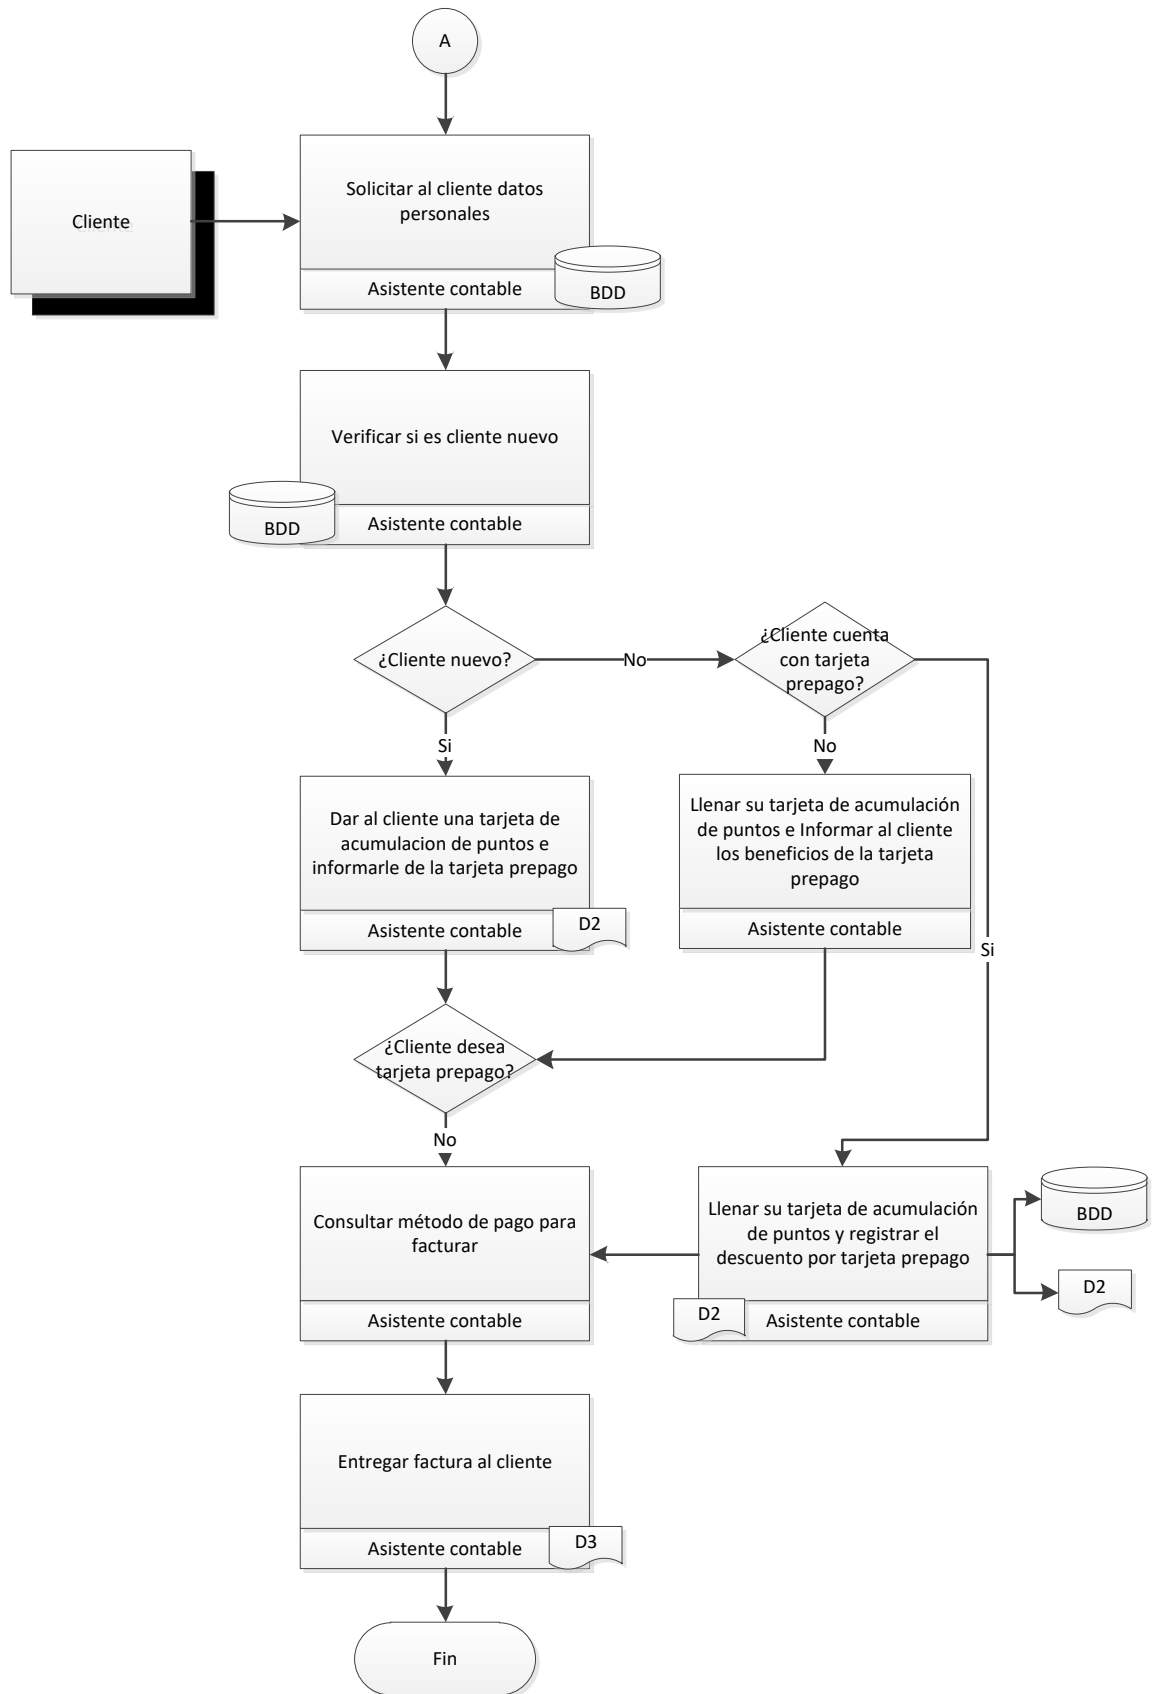 A
Cliente
Solicitar al cliente datos
personales
Asistente contable
BDD
Verificar si es cliente nuevo
BDD
Asistente contable
¿Cliente nuevo?
No
¿Cliente cuenta
con tarjeta
prepago?
Si
No
Dar al cliente una tarjeta de
acumulacion de puntos e
informarle de la tarjeta prepago
Asistente contable
D2
Llenar su tarjeta de acumulación
de puntos e Informar al cliente
los beneficios de la tarjeta
prepago
Asistente contable
Si
¿Cliente desea
tarjeta prepago?
No
Consultar método de pago para
facturar
Asistente contable
Llenar su tarjeta de acumulación
de puntos y registrar el
descuento por tarjeta prepago
D2
Asistente contable
BDD
D2
Entregar factura al cliente
Asistente contable
D3
Fin